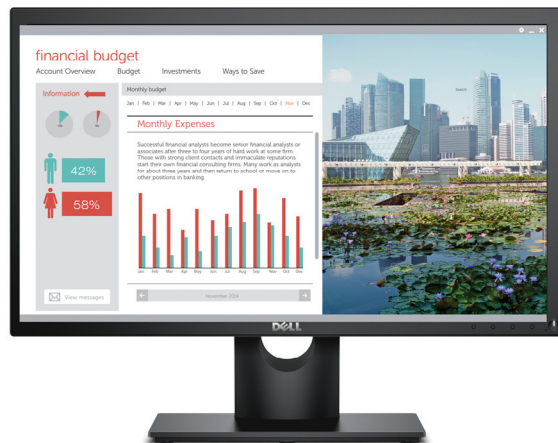 financial budget
Account Overview Budget Investments Ways to Save
Information
Monthly budget
Jan | Feb | Mar | Apr | May | Jun | Jul | Aug | Sep | Oct | Nov | Dec
Monthly Expenses
Successful financial analysts become senior financial analysts or
associates after three to four years of hard work at some firm.
Those with strong client contacts and immaculate reputations
start their own financial consulting firms. Many work as analysts
for about three years and then return to school or move on to
other positions in banking.
42%
58%
Jan Feb Mar Apr May Jun Jul Aug Sep Nov Oct Dec
View messages
November 2014
Search
DELL